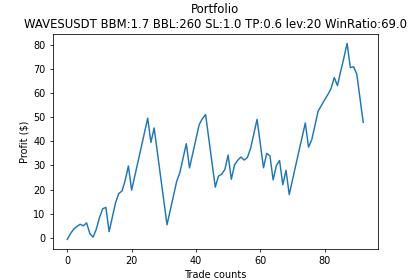 Portfolio
WAVESUSDT BBM:1.7 BBL:260 SL:1.0 TP:0.6 lev:20 WinRatio:69.0
80
70
60
50
40
30
20
10
0
Profit ($)
0 20 40 60 80
Trade counts